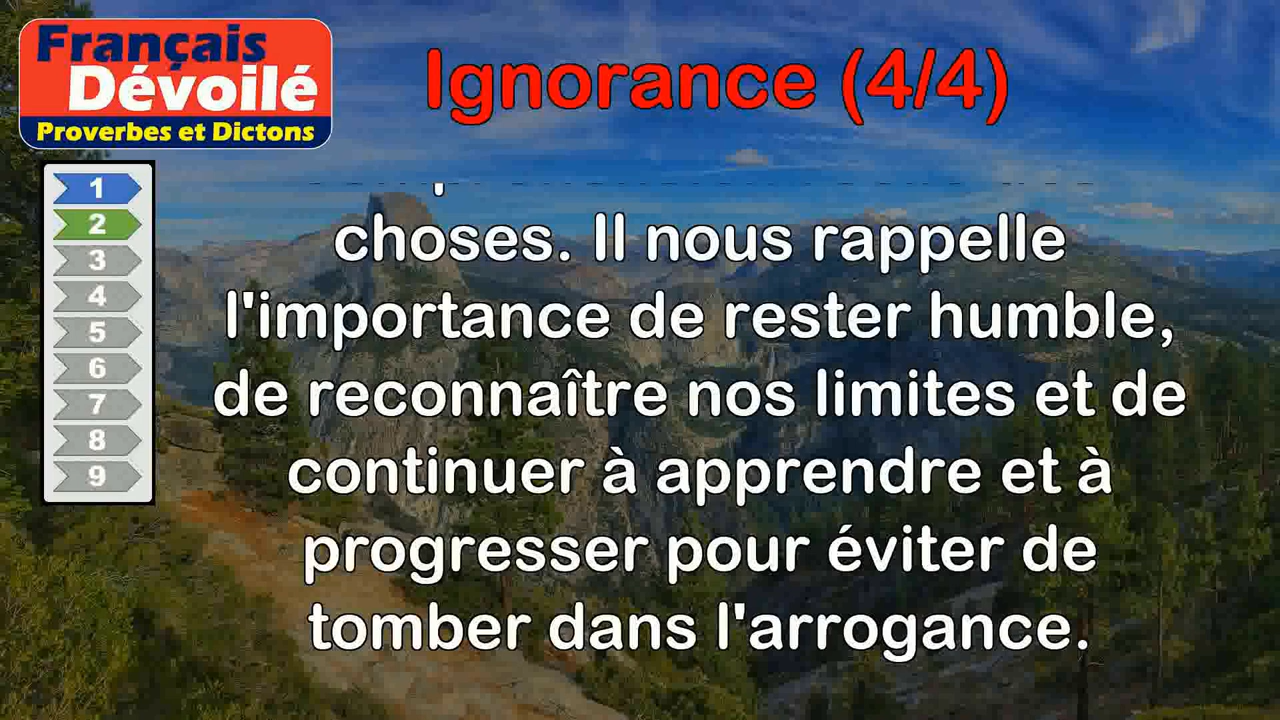 Français
Dévoilé
Proverbes et Dictons
Ignorance (4/4)
1
2
3
4
5
6
7
8
9
choses. Il nous rappelle
l'importance de rester humble,
de reconnaître nos limites et de
continuer à apprendre et à
progresser pour éviter de
tomber dans l'arrogance.